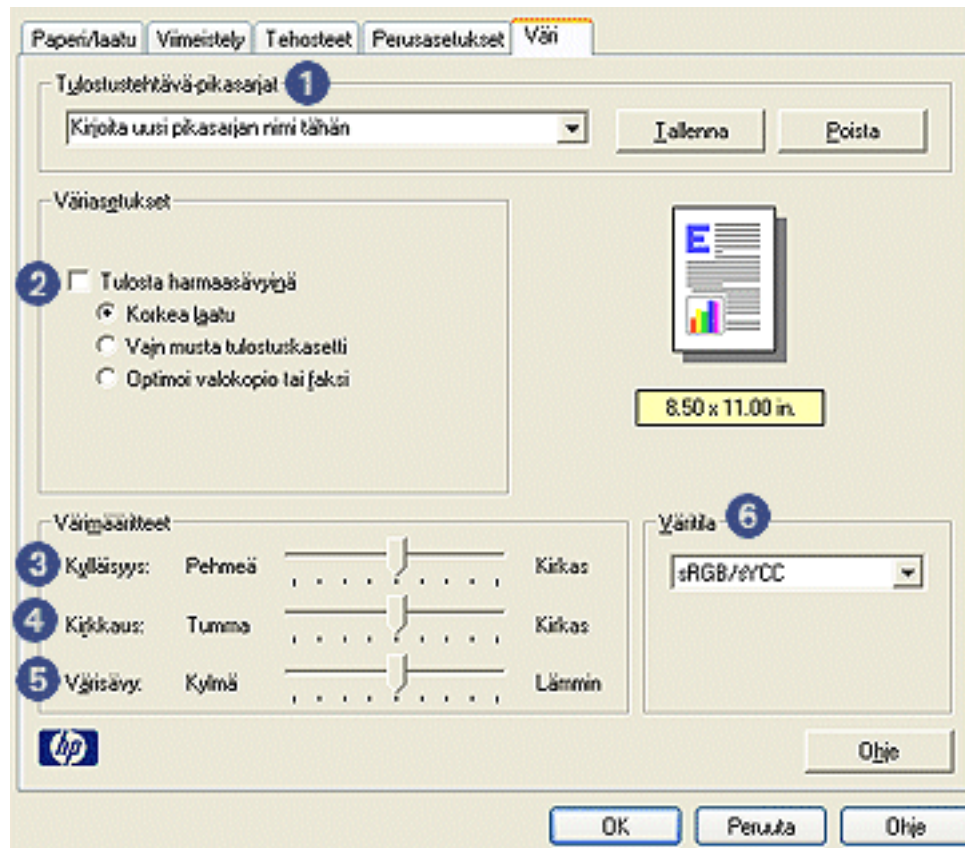 Paperi/laatu Viimeistely Tehosteet Perusasetukset Väri
Tulostustehtävä-pikasarjat 1
Kirjoita uusi pikasarjan nimi tähän Tallenna Poista
Väriasetukset
E
2 Tulosta harmaasävyinä
Korkea laatu
Vain musta tulostuskasetti
Optimoi valokopio tai faksi
8.50 x 11.00 in.
Värimääritteet
Väritila 6
3 Kylläisyys: Pehmeä Kirkas
sRGB/sYCC
4 Kirkkaus: Tumma Kirkas
5 Värisävy: Kylmä Lämmin
hp
Ohje
OK Peruuta Ohje